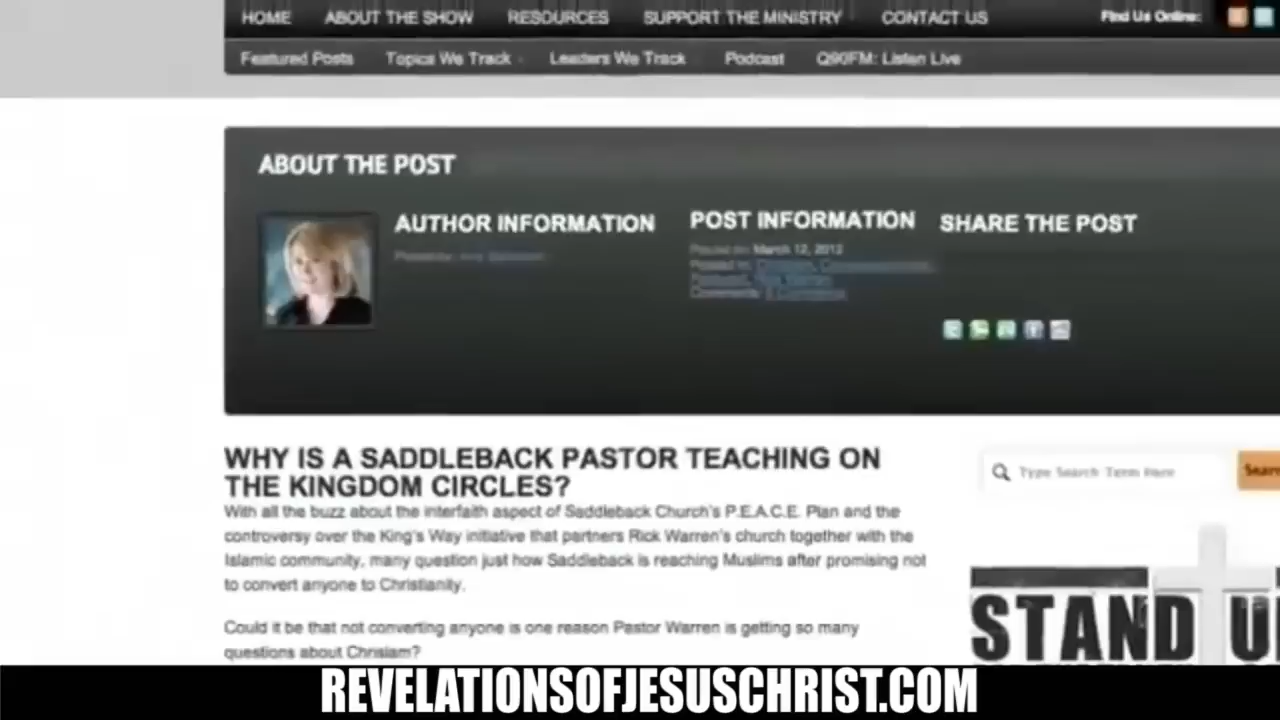 HOME ABOUT THE SHOW RESOURCES SUPPORT THE MINISTRY CONTACT US Find Us Online:
Featured Posts Topics We Track Leaders We Track Podcast Q90FM: Listen Live
ABOUT THE POST
AUTHOR INFORMATION POST INFORMATION SHARE THE POST
Posted on: March 12, 2012
Posted in:
Comments:
WHY IS A SADDLEBACK PASTOR TEACHING ON
THE KINGDOM CIRCLES?
With all the buzz about the interfaith aspect of Saddleback Church's P.E.A.C.E. Plan and the
controversy over the King's Way initiative that partners Rick Warren's church together with the
Islamic community, many question just how Saddleback is reaching Muslims after promising not
to convert anyone to Christianity.
Type Search Term Here Sear
Could it be that not converting anyone is one reason Pastor Warren is getting so many
questions about Chrislam?
STAND U
REVELATIONSOFJESUSCHRIST.COM